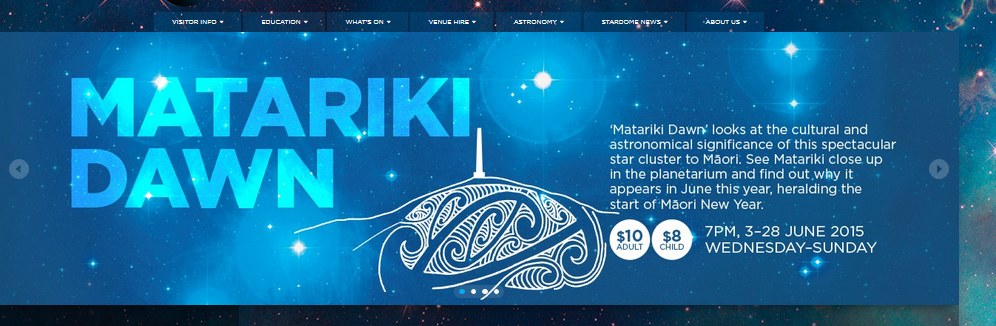 VISITOR INFO
EDUCATION
WHAT'S ON
VENUE HIRE
ASTRONOMY
STARDOME NEWS
ABOUT US
MATARIKI
DAWN
‘Matariki Dawn’ looks at the cultural and
astronomical significance of this spectacular
star cluster to Māori. See Matariki close up
in the planetarium and find out why it
appears in June this year, heralding the
start of Māori New Year.
$10
ADULT
$8
CHILD
7PM, 3–28 JUNE 2015
WEDNESDAY–SUNDAY